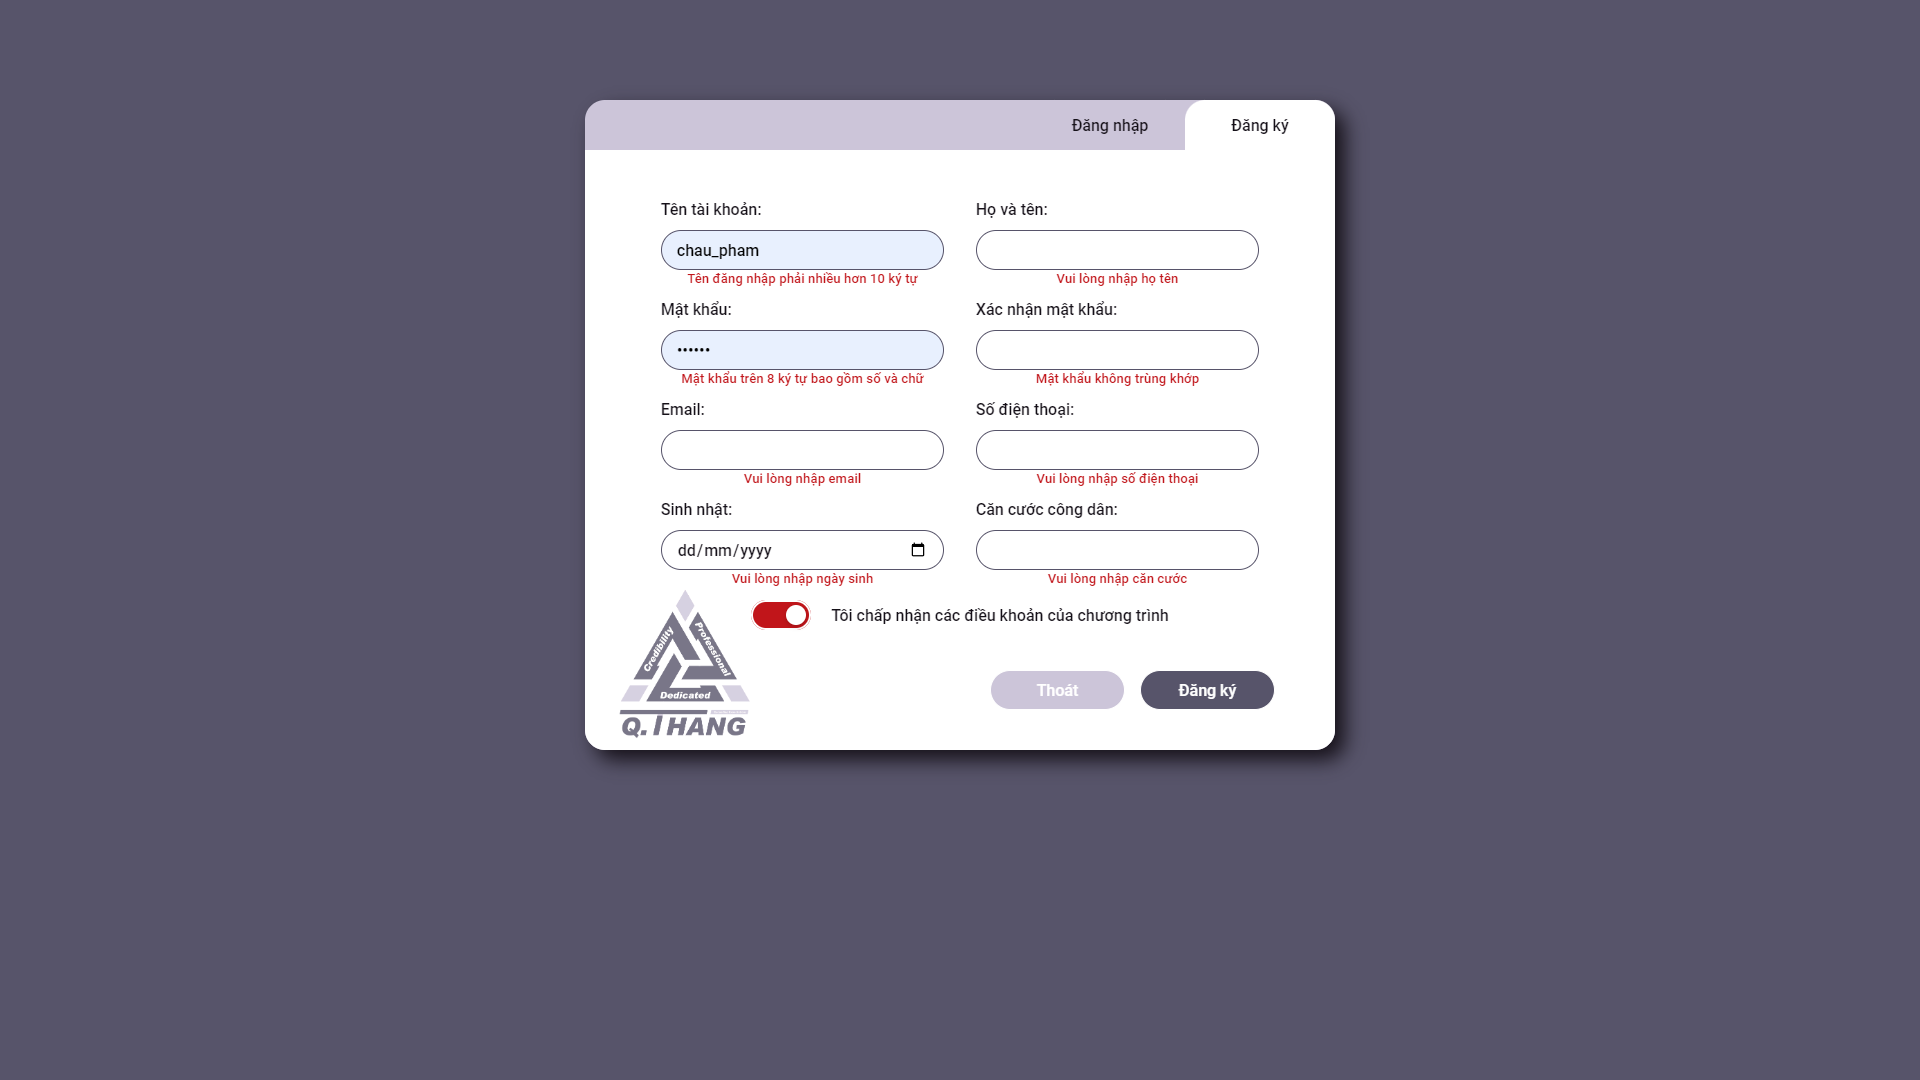 Đăng nhập
Đăng ký
Tên tài khoản:
Họ và tên:
chau_pham
Tên đăng nhập phải nhiều hơn 10 ký tự
Vui lòng nhập họ tên
Mật khẩu:
Xác nhận mật khẩu:
••••••
Mật khẩu trên 8 ký tự bao gồm số và chữ
Mật khẩu không trùng khớp
Email:
Số điện thoại:
Vui lòng nhập email
Vui lòng nhập số điện thoại
Sinh nhật:
Căn cước công dân:
dd/mm/yyyy
Vui lòng nhập ngày sinh
Vui lòng nhập căn cước
Tôi chấp nhận các điều khoản của chương trình
Credibility
Professional
Dedicated
Q.THANG
Thoát
Đăng ký